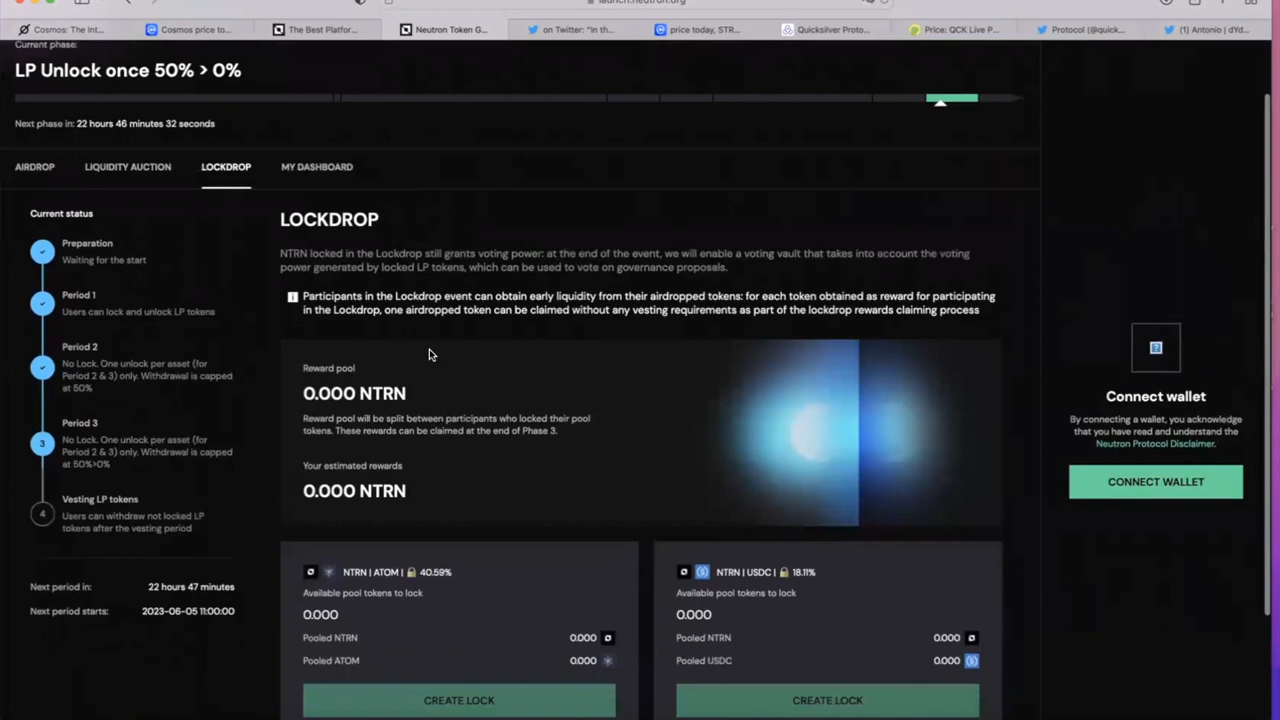 launch.neutron.org
Cosmos: The Int...
Cosmos price to...
The Best Platfor...
Neutron Token G...
on Twitter: "In th...
price today, STR...
Quicksilver Proto...
Price: QCK Live P...
Protocol (@quick...
(1) Antonio | dYd...
Current phase:
LP Unlock once 50% > 0%
Next phase in: 22 hours 46 minutes 32 seconds
AIRDROP
LIQUIDITY AUCTION
LOCKDROP
MY DASHBOARD
Current status
Preparation
Waiting for the start
Period 1
Users can lock and unlock LP tokens
Period 2
No Lock. One unlock per asset (for
Period 2 & 3) only. Withdrawal is capped
at 50%
3
Period 3
No Lock. One unlock per asset (for
Period 2 & 3) only. Withdrawal is capped
at 50%>0%
4
Vesting LP tokens
Users can withdraw not locked LP
tokens after the vesting period
Next period in: 22 hours 47 minutes
Next period starts: 2023-06-05 11:00:00
LOCKDROP
NTRN locked in the Lockdrop still grants voting power: at the end of the event, we will enable a voting vault that takes into account the voting
power generated by locked LP tokens, which can be used to vote on governance proposals.
Participants in the Lockdrop event can obtain early liquidity from their airdropped tokens: for each token obtained as reward for participating
in the Lockdrop, one airdropped token can be claimed without any vesting requirements as part of the lockdrop rewards claiming process
Reward pool
0.000 NTRN
Reward pool will be split between participants who locked their pool
tokens. These rewards can be claimed at the end of Phase 3.
Your estimated rewards
0.000 NTRN
NTRN | ATOM | 40.59%
Available pool tokens to lock
0.000
Pooled NTRN 0.000
Pooled ATOM 0.000
CREATE LOCK
NTRN | USDC | 18.11%
Available pool tokens to lock
0.000
Pooled NTRN 0.000
Pooled USDC 0.000
CREATE LOCK
Connect wallet
By connecting a wallet, you acknowledge
that you have read and understand the
Neutron Protocol Disclaimer.
CONNECT WALLET